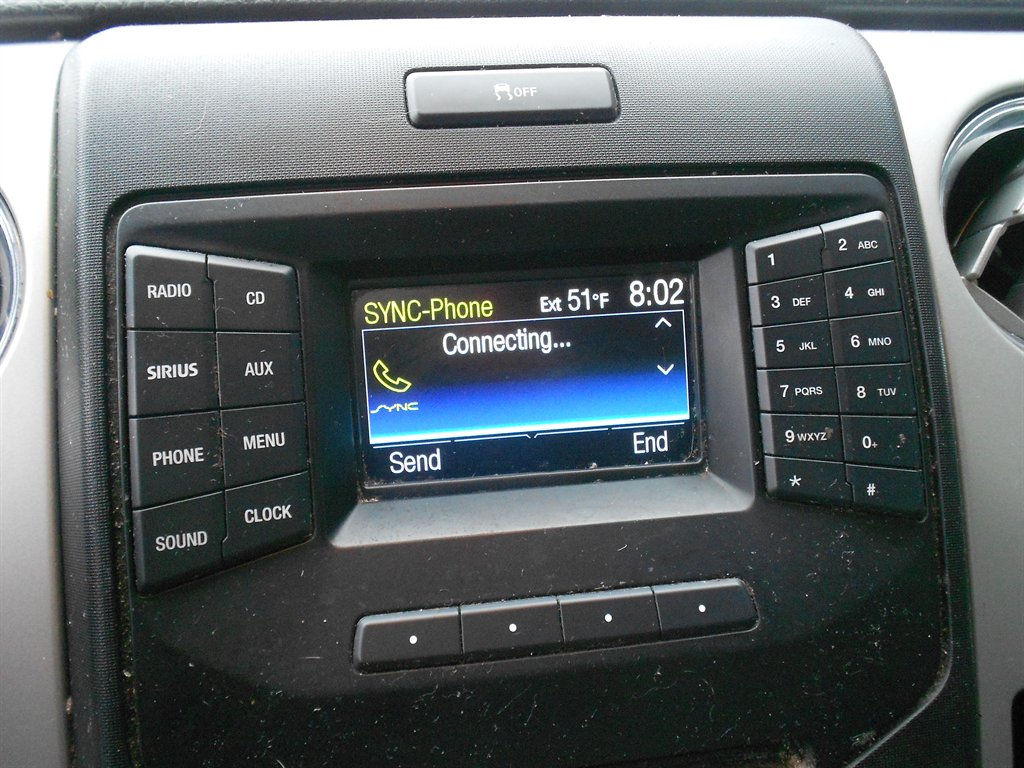 OFF
RADIO
CD
SIRIUS
AUX
PHONE
MENU
SOUND
CLOCK
SYNC-Phone Ext 51°F 8:02
Connecting...
SYNC
Send End
1
2 ABC
3 DEF
4 GHI
5 JKL
6 MNO
7 PQRS
8 TUV
9 WXYZ
0+
*
#